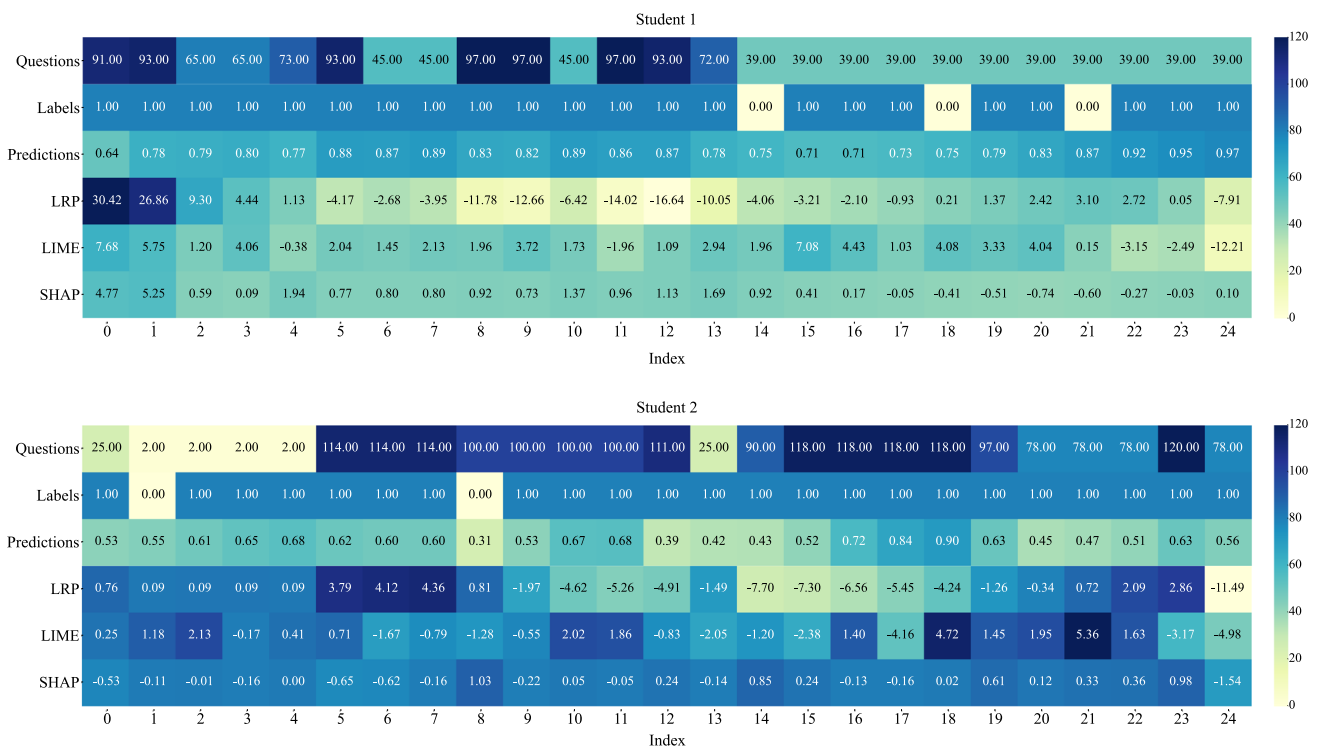 Student 1
Questions 91.00 93.00 65.00 65.00 73.00 93.00 45.00 45.00 97.00 97.00 45.00 97.00 93.00 72.00 39.00 39.00 39.00 39.00 39.00 39.00 39.00 39.00 39.00 39.00 39.00
Labels 1.00 1.00 1.00 1.00 1.00 1.00 1.00 1.00 1.00 1.00 1.00 1.00 1.00 1.00 0.00 1.00 1.00 1.00 0.00 1.00 1.00 0.00 1.00 1.00 1.00
Predictions 0.64 0.78 0.79 0.80 0.77 0.88 0.87 0.89 0.83 0.82 0.89 0.86 0.87 0.78 0.75 0.71 0.71 0.73 0.75 0.79 0.83 0.87 0.92 0.95 0.97
LRP 30.42 26.86 9.30 4.44 1.13 -4.17 -2.68 -3.95 -11.78 -12.66 -6.42 -14.02 -16.64 -10.05 -4.06 -3.21 -2.10 -0.93 0.21 1.37 2.42 3.10 2.72 0.05 -7.91
LIME 7.68 5.75 1.20 4.06 -0.38 2.04 1.45 2.13 1.96 3.72 1.73 -1.96 1.09 2.94 1.96 7.08 4.43 1.03 4.08 3.33 4.04 0.15 -3.15 -2.49 -12.21
SHAP 4.77 5.25 0.59 0.09 1.94 0.77 0.80 0.80 0.92 0.73 1.37 0.96 1.13 1.69 0.92 0.41 0.17 -0.05 -0.41 -0.51 -0.74 -0.60 -0.27 -0.03 0.10
0 1 2 3 4 5 6 7 8 9 10 11 12 13 14 15 16 17 18 19 20 21 22 23 24
Index
120
100
80
60
40
20
0
Student 2
Questions 25.00 2.00 2.00 2.00 2.00 114.00 114.00 114.00 100.00 100.00 100.00 100.00 111.00 25.00 90.00 118.00 118.00 118.00 118.00 97.00 78.00 78.00 78.00 120.00 78.00
Labels 1.00 0.00 1.00 1.00 1.00 1.00 1.00 1.00 0.00 1.00 1.00 1.00 1.00 1.00 1.00 1.00 1.00 1.00 1.00 1.00 1.00 1.00 1.00 1.00 1.00
Predictions 0.53 0.55 0.61 0.65 0.68 0.62 0.60 0.60 0.31 0.53 0.67 0.68 0.39 0.42 0.43 0.52 0.72 0.84 0.90 0.63 0.45 0.47 0.51 0.63 0.56
LRP 0.76 0.09 0.09 0.09 0.09 3.79 4.12 4.36 0.81 -1.97 -4.62 -5.26 -4.91 -1.49 -7.70 -7.30 -6.56 -5.45 -4.24 -1.26 -0.34 0.72 2.09 2.86 -11.49
LIME 0.25 1.18 2.13 -0.17 0.41 0.71 -1.67 -0.79 -1.28 -0.55 2.02 1.86 -0.83 -2.05 -1.20 -2.38 1.40 -4.16 4.72 1.45 1.95 5.36 1.63 -3.17 -4.98
SHAP -0.53 -0.11 -0.01 -0.16 0.00 -0.65 -0.62 -0.16 1.03 -0.22 0.05 -0.05 0.24 -0.14 0.85 0.24 -0.13 -0.16 0.02 0.61 0.12 0.33 0.36 0.98 -1.54
0 1 2 3 4 5 6 7 8 9 10 11 12 13 14 15 16 17 18 19 20 21 22 23 24
Index
120
100
80
60
40
20
0